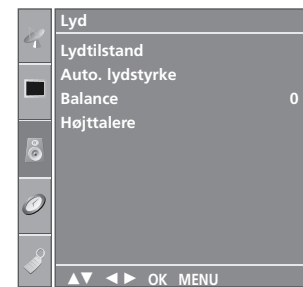 Lyd
Lydtilstand
Auto. lydstyrke
Balance 0
Højttalere
▲▼ ◄► OK MENU